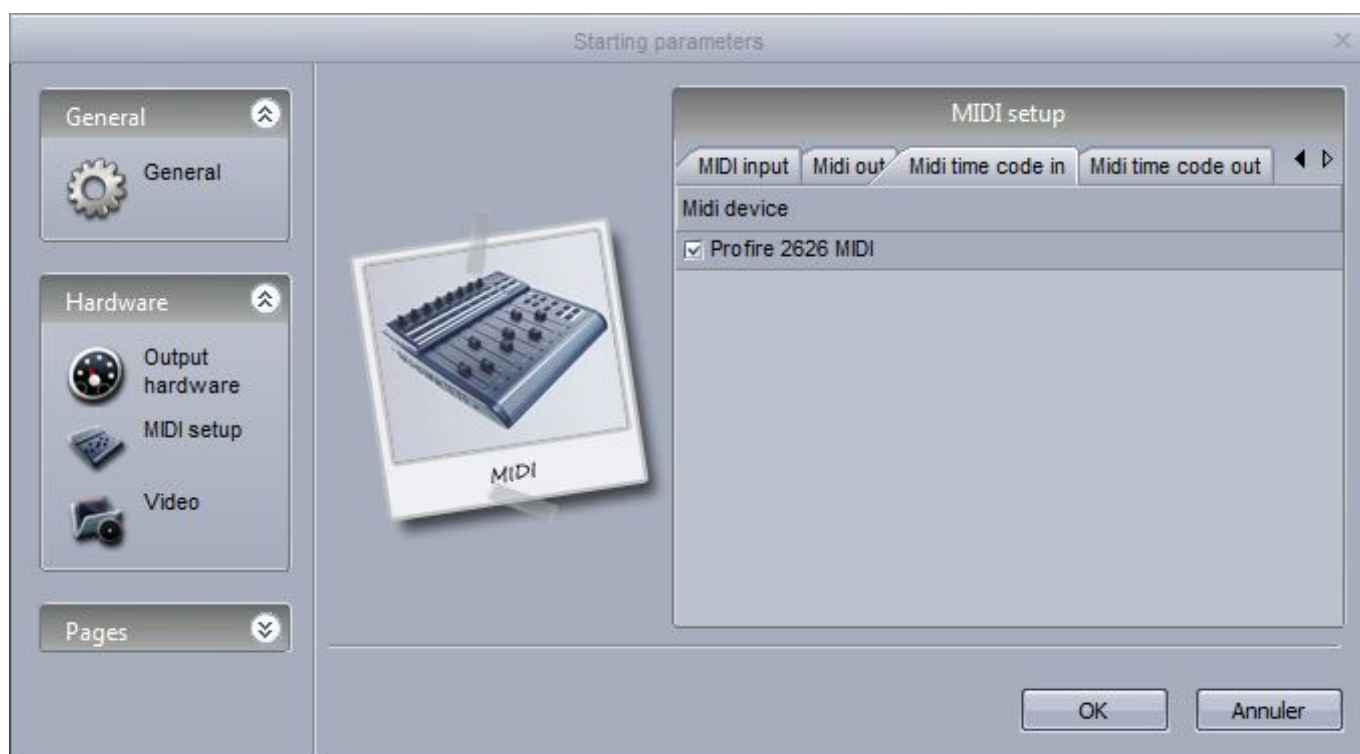 Starting parameters
General
General
Hardware
Output
hardware
MIDI setup
Video
Pages
MIDI
MIDI setup
MIDI input
Midi out
Midi time code in
Midi time code out
Midi device
Profire 2626 MIDI
OK
Annuler